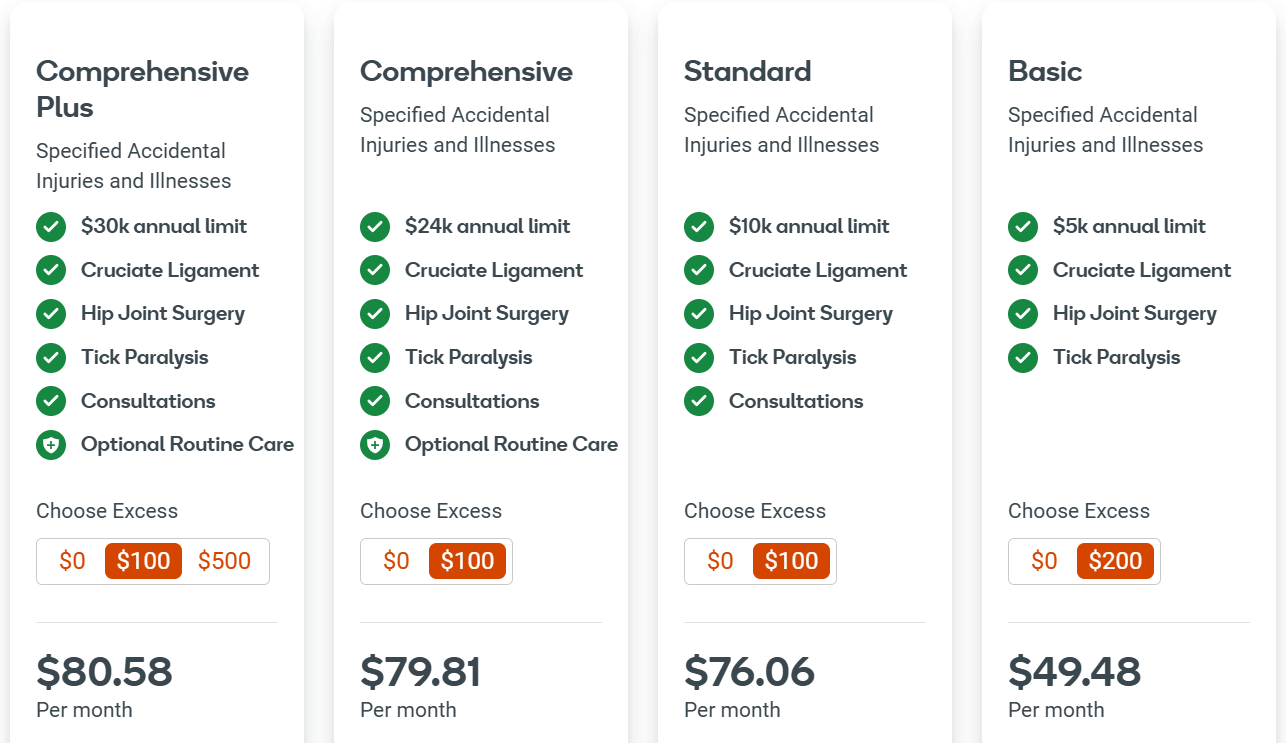 Comprehensive
Plus
Specified Accidental
Injuries and Illnesses
$30k annual limit
Cruciate Ligament
Hip Joint Surgery
Tick Paralysis
Consultations
Optional Routine Care
Choose Excess
$0 $100 $500
$80.58
Per month
Comprehensive
Specified Accidental
Injuries and Illnesses
$24k annual limit
Cruciate Ligament
Hip Joint Surgery
Tick Paralysis
Consultations
Optional Routine Care
Choose Excess
$0 $100
$79.81
Per month
Standard
Specified Accidental
Injuries and Illnesses
$10k annual limit
Cruciate Ligament
Hip Joint Surgery
Tick Paralysis
Consultations
Choose Excess
$0 $100
$76.06
Per month
Basic
Specified Accidental
Injuries and Illnesses
$5k annual limit
Cruciate Ligament
Hip Joint Surgery
Tick Paralysis
Choose Excess
$0 $200
$49.48
Per month